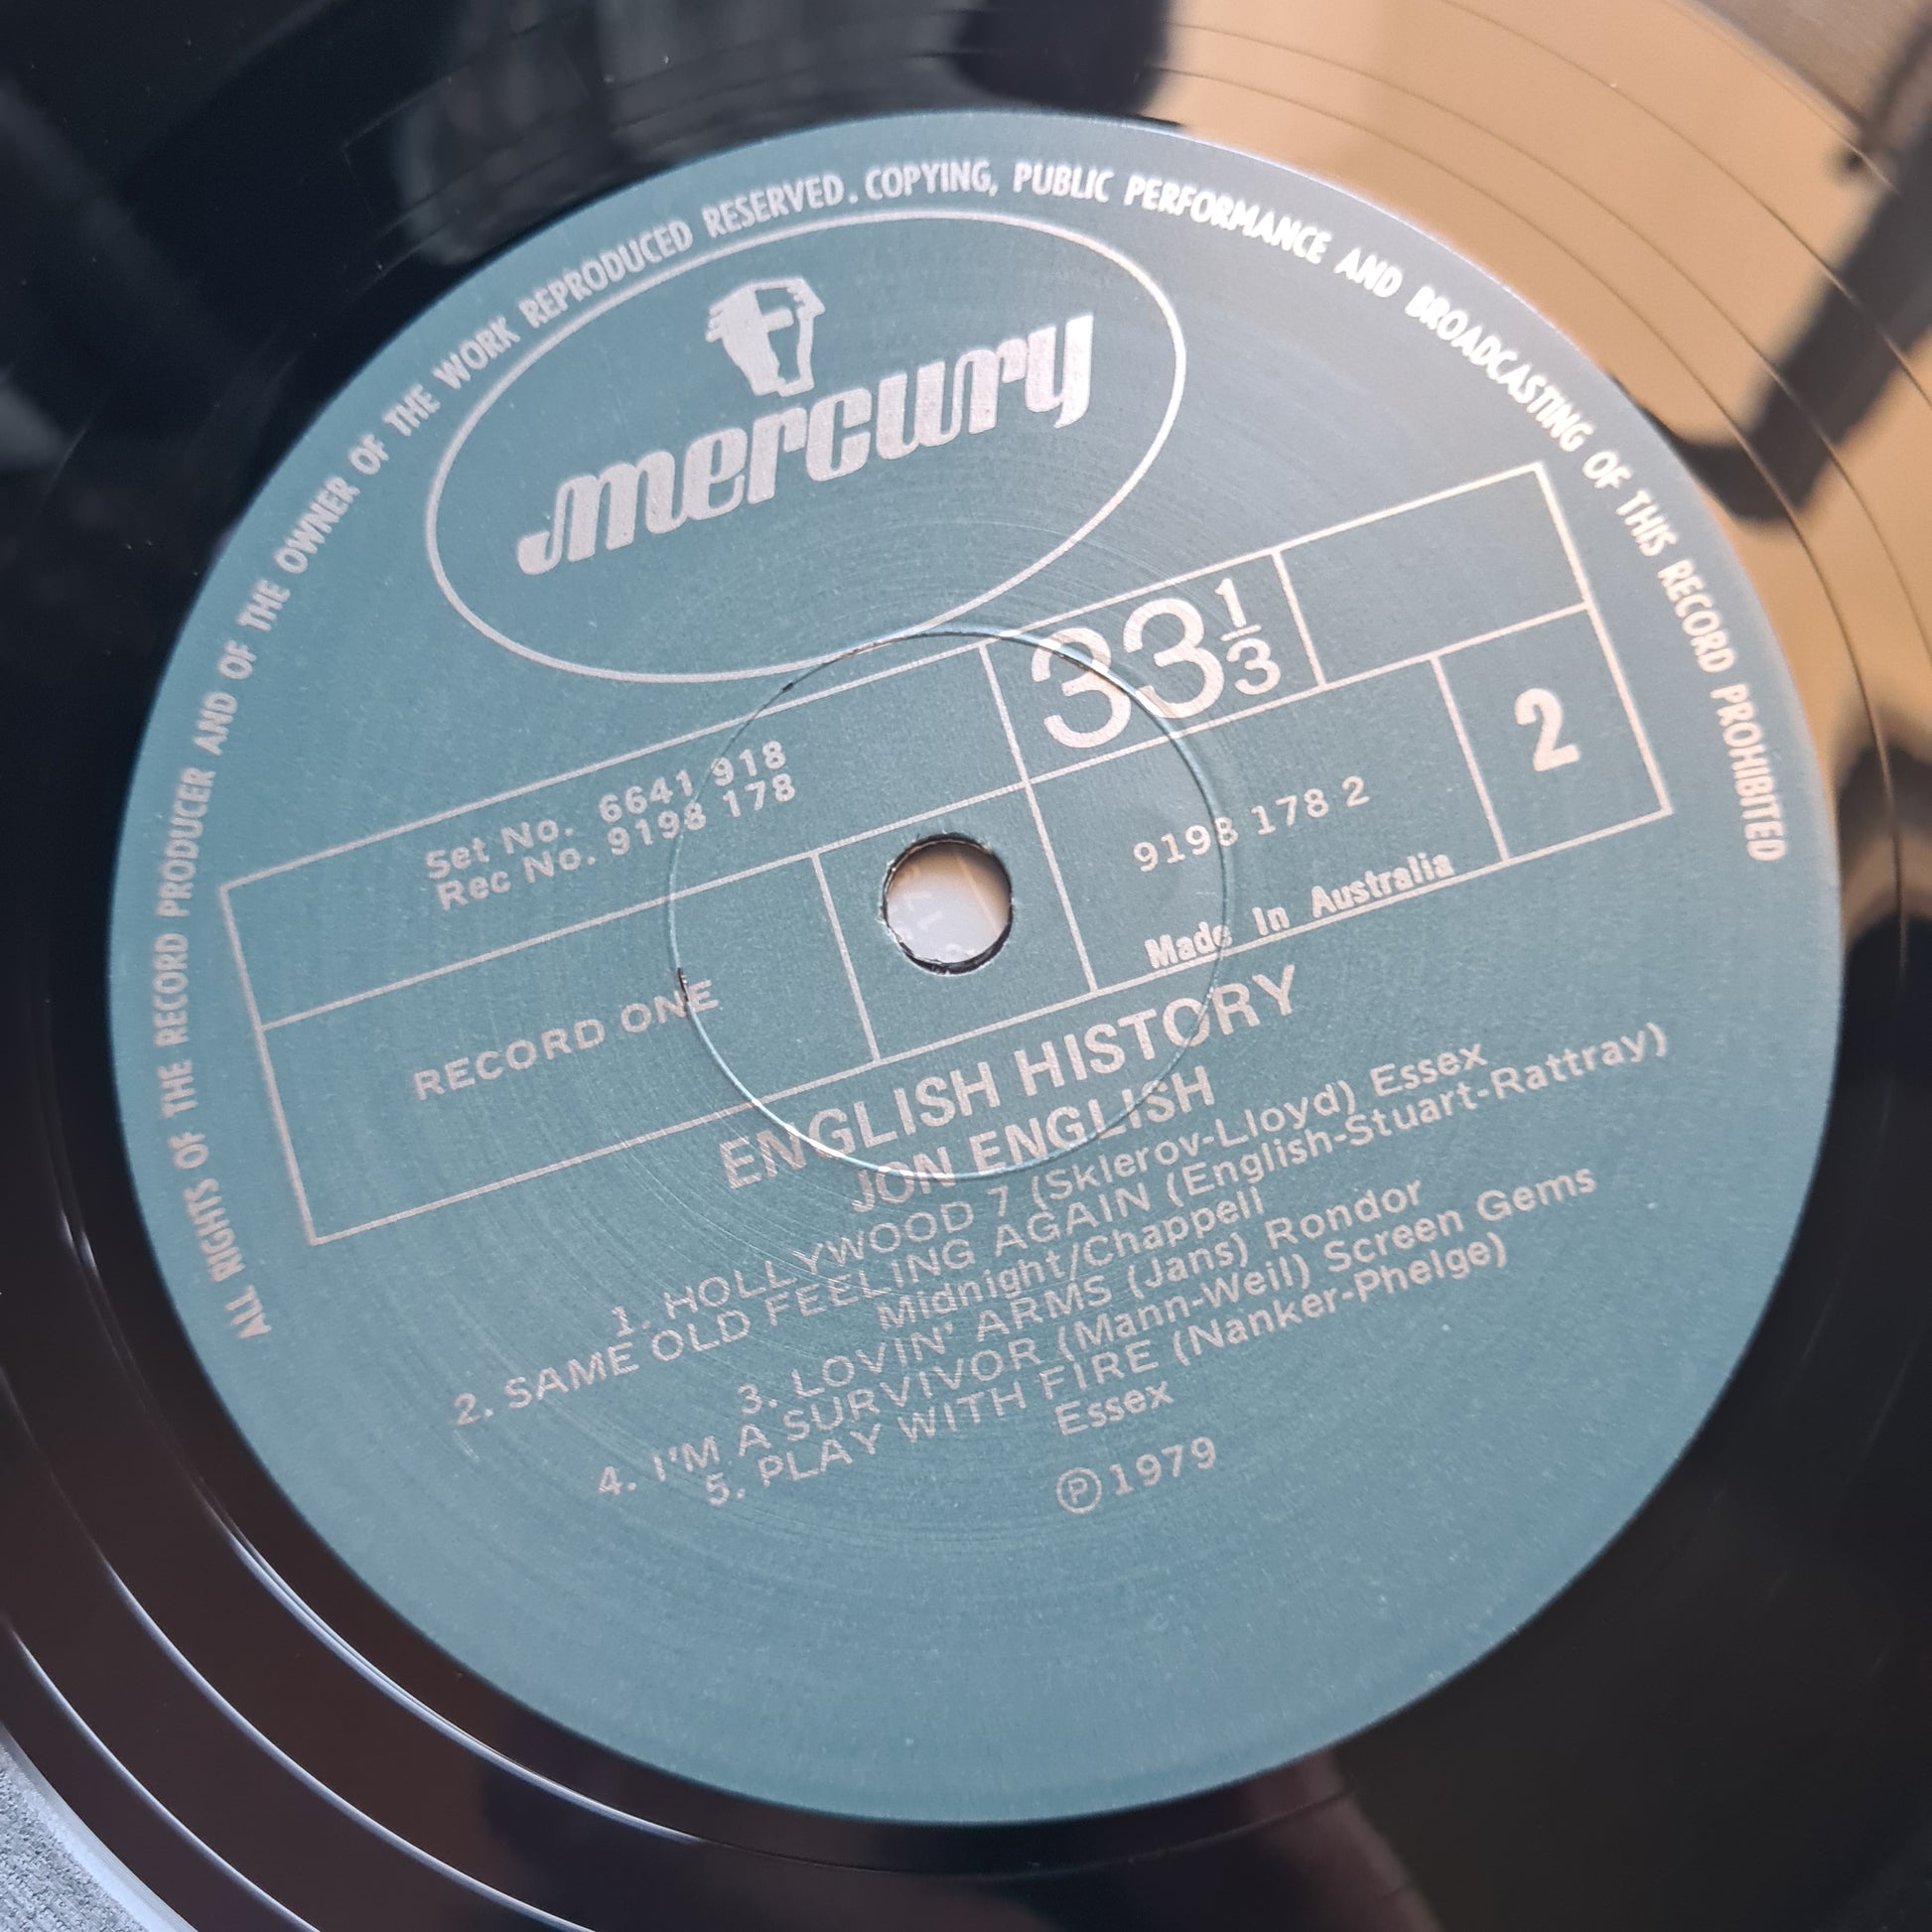 ALL RIGHTS OF THE RECORD PRODUCER AND OF THE OWNER OF THE WORK REPRODUCED RESERVED. COPYING, PUBLIC PERFORMANCE AND BROADCASTING OF THIS RECORD PROHIBITED
mercury
33 1/3
Set No. 6641 918
Rec No. 9198 178
2
9198 178 2
Made In Australia
RECORD ONE
ENGLISH HISTORY
JON ENGLISH
1. HOLLYWOOD 7 (Sklerov-Lloyd) Essex
2. SAME OLD FEELING AGAIN (English-Stuart-Rattray)
Midnight/Chappell
3. LOVIN' ARMS (Jans) Rondor
4. I'M A SURVIVOR (Mann-Weil) Screen Gems
5. PLAY WITH FIRE (Nanker-Phelge)
Essex
Ⓟ1979